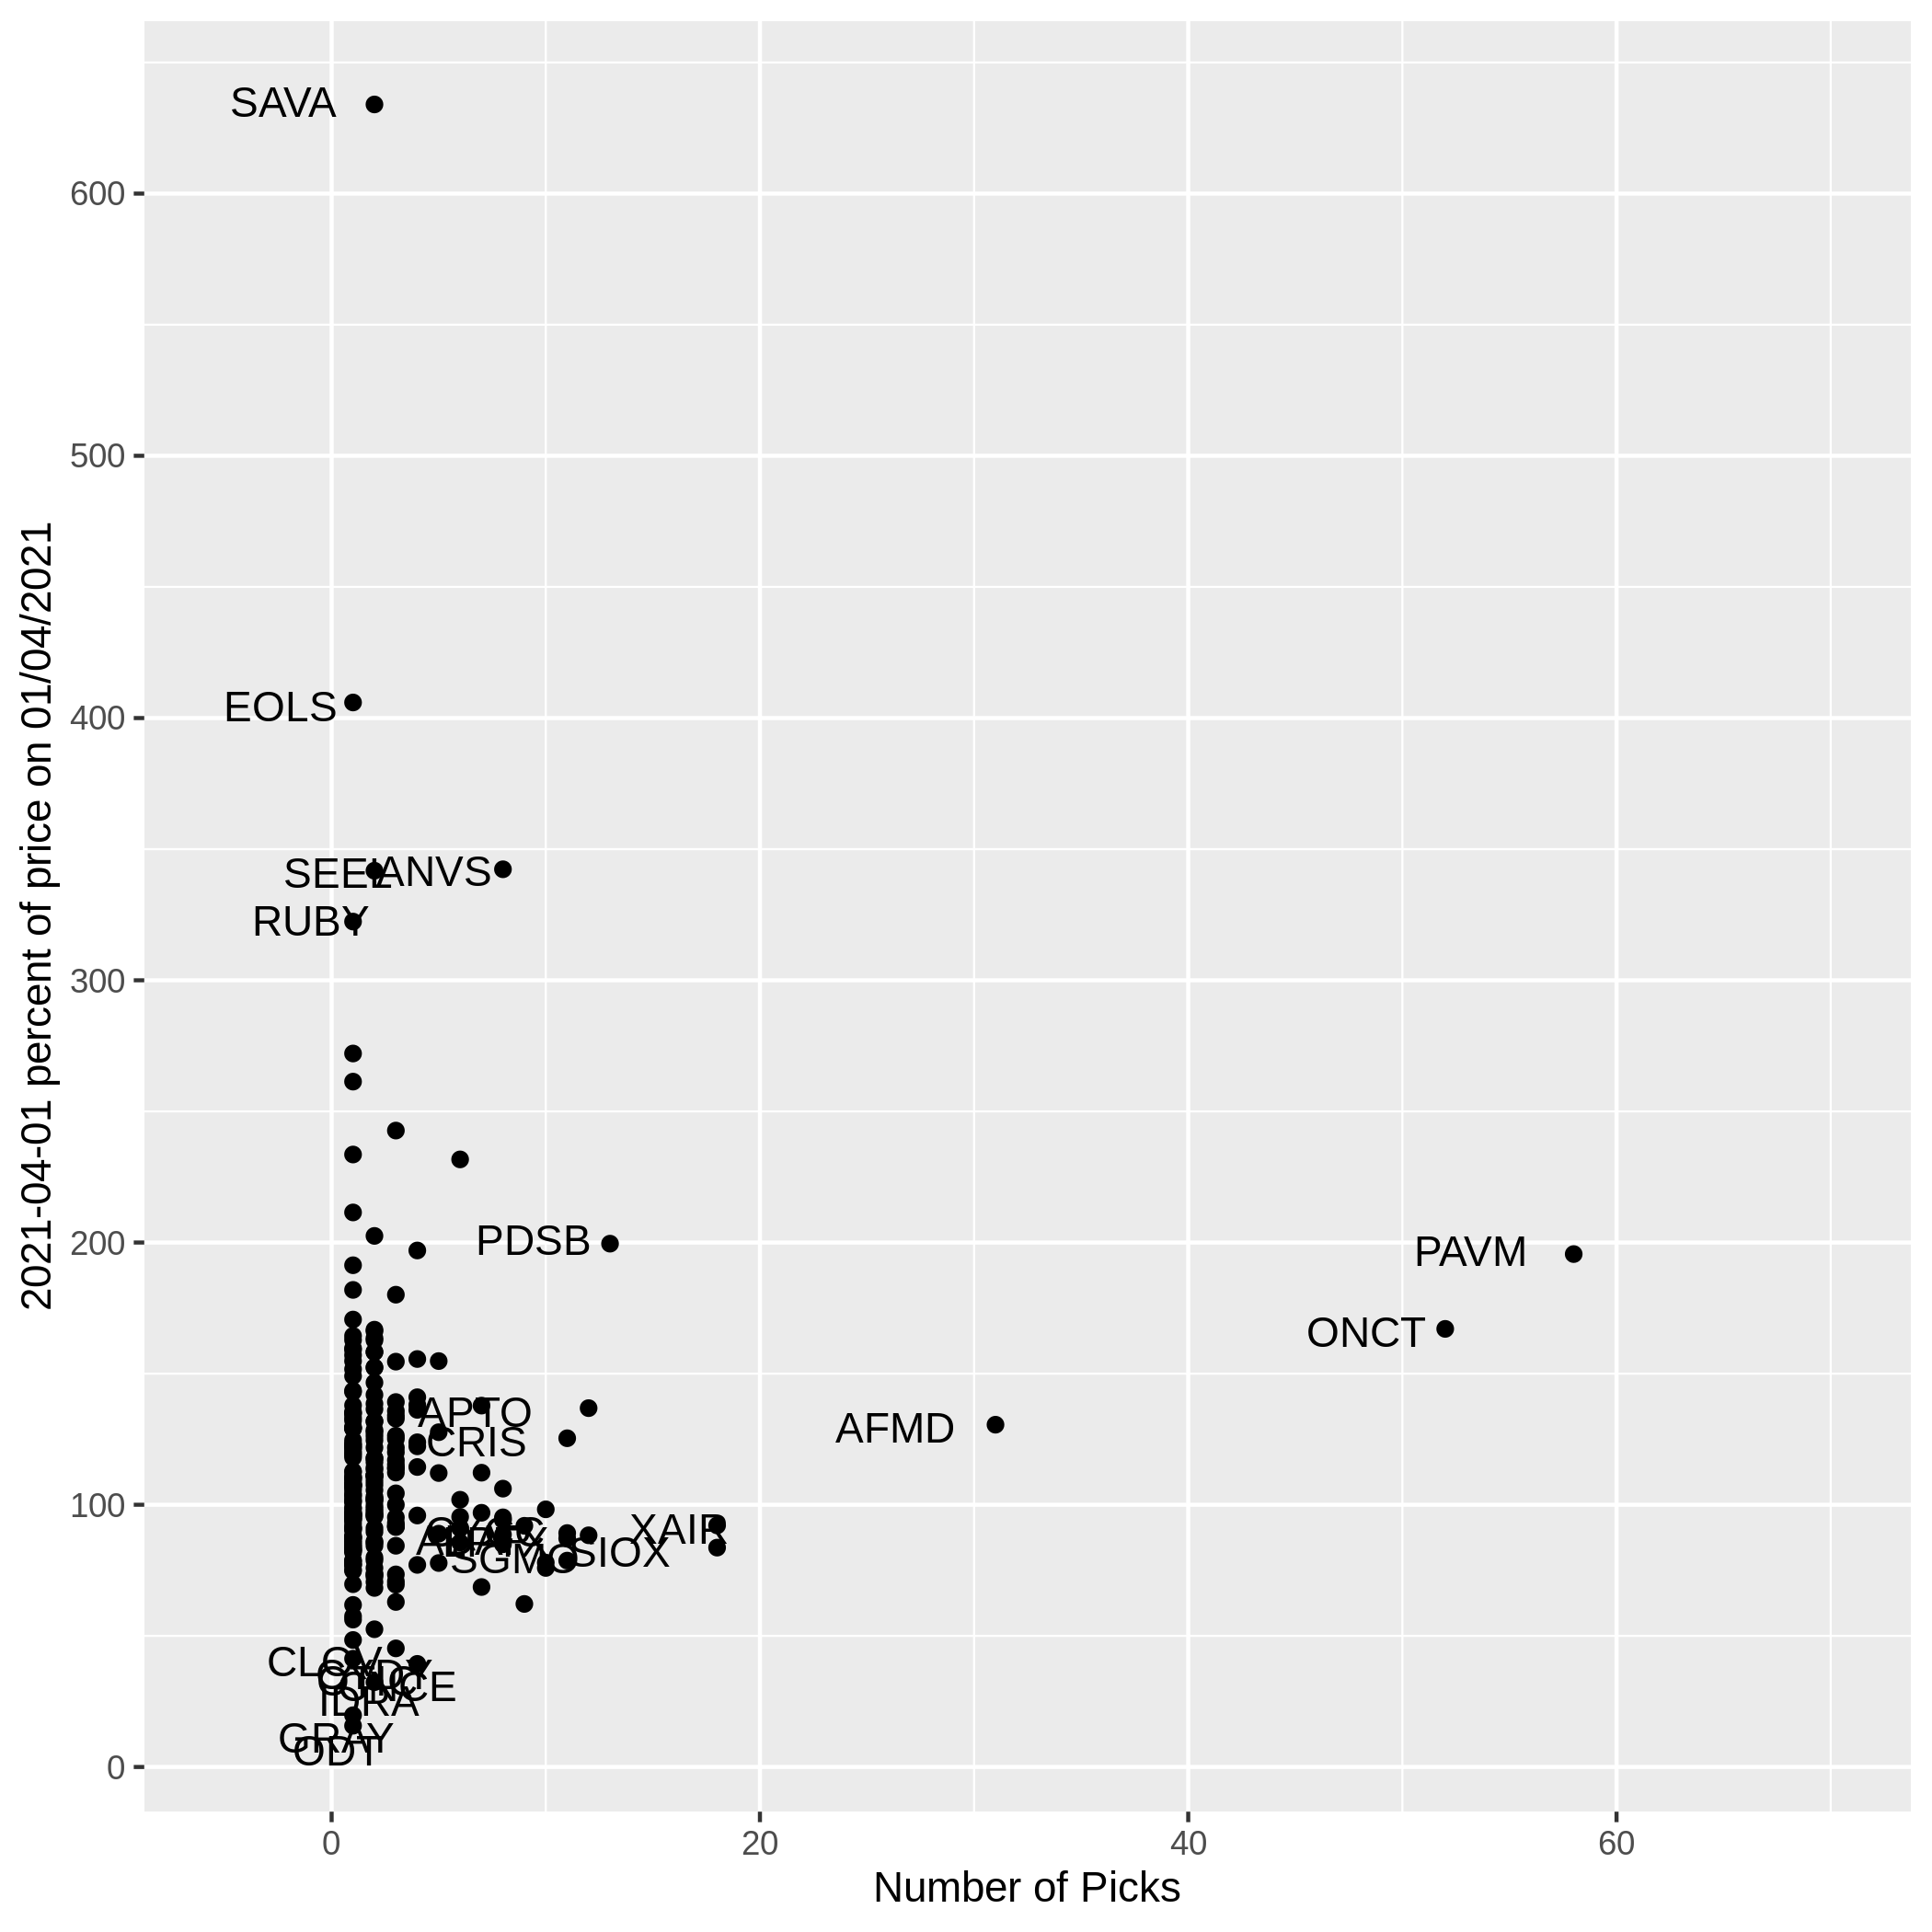 SAVA
600
500
2021-04-01 percent of price on 01/04/2021
EOLS
400
SEEL
ANVS
RUBY
300
PDSB
200
PAVM
ONCT
APTO
AFMD
CRIS
100
XAIR
SIOX
SGMO
IDRA
GRAY
ODT
0
0 20 40 60
Number of Picks